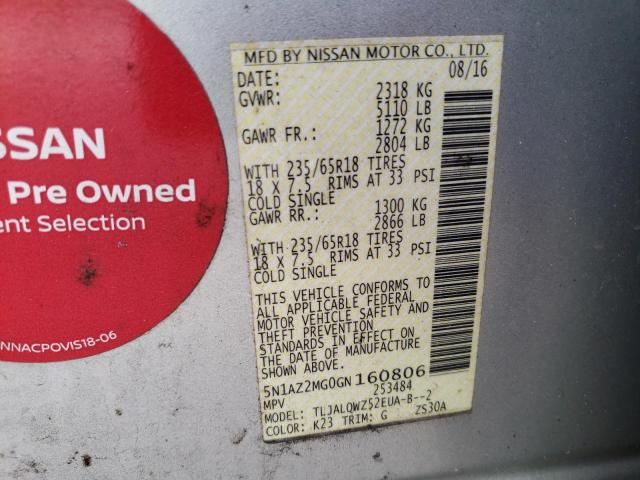 MFD BY NISSAN MOTOR CO., LTD.
DATE: 08/16
GVWR: 2318 KG
5110 LB
GAWR FR.: 1272 KG
2804 LB
WITH 235/65R18 TIRES
18 X 7.5 RIMS AT 33 PSI
COLD SINGLE
GAWR RR.: 1300 KG
2866 LB
WITH 235/65R18 TIRES
18 X 7.5 RIMS AT 33 PSI
COLD SINGLE
THIS VEHICLE CONFORMS TO
ALL APPLICABLE FEDERAL
MOTOR VEHICLE SAFETY AND
THEFT PREVENTION
STANDARDS IN EFFECT ON
THE DATE OF MANUFACTURE
SHOWN ABOVE.
5N1AZ2MG0GN160806
MPV 253484
MODEL: TLJALQWZ52EUA-B--2
COLOR: K23 TRIM: G ZS30A
SSAN
Pre Owned
ent Selection
NNACPOVIS18-06